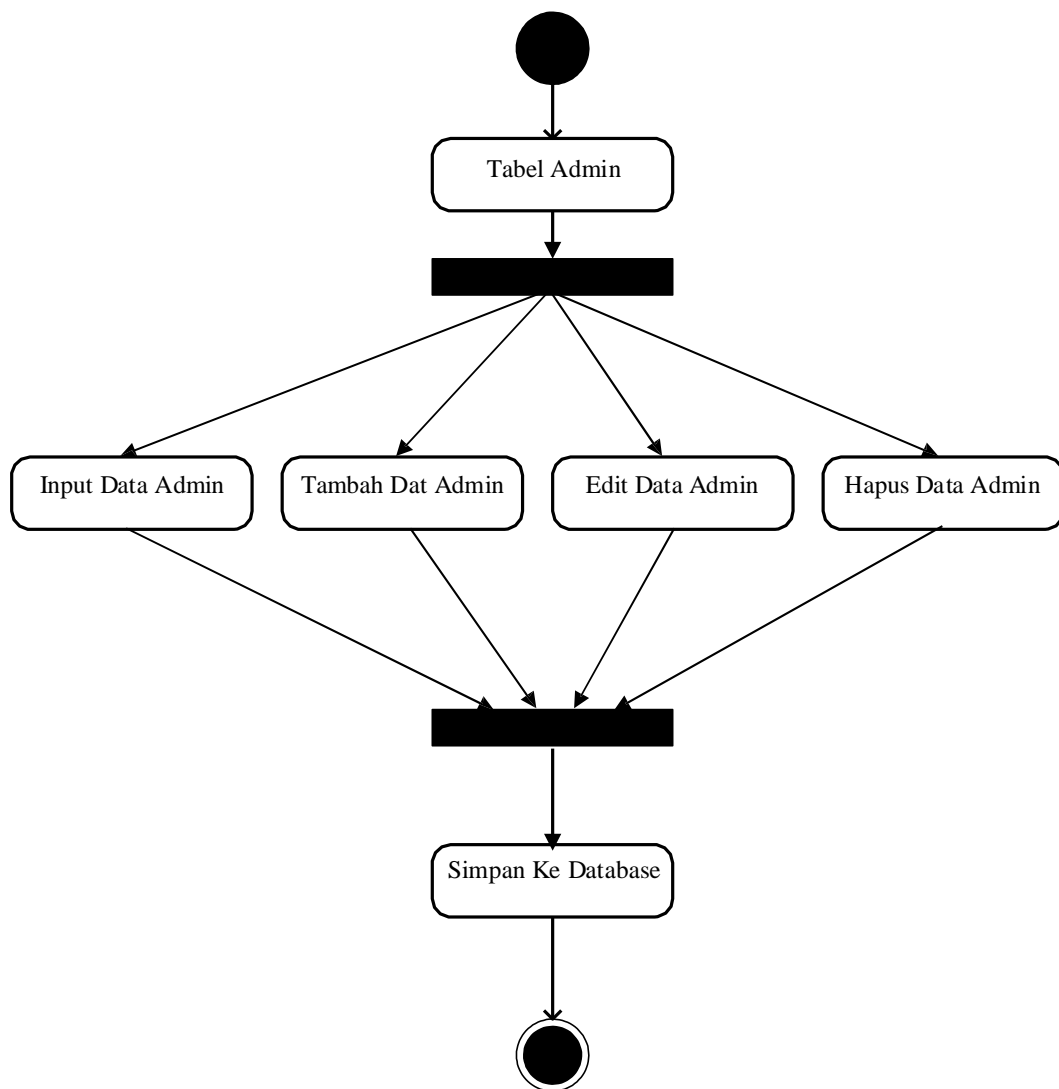 Tabel Admin
Input Data Admin
Tambah Dat Admin
Edit Data Admin
Hapus Data Admin
Simpan Ke Database